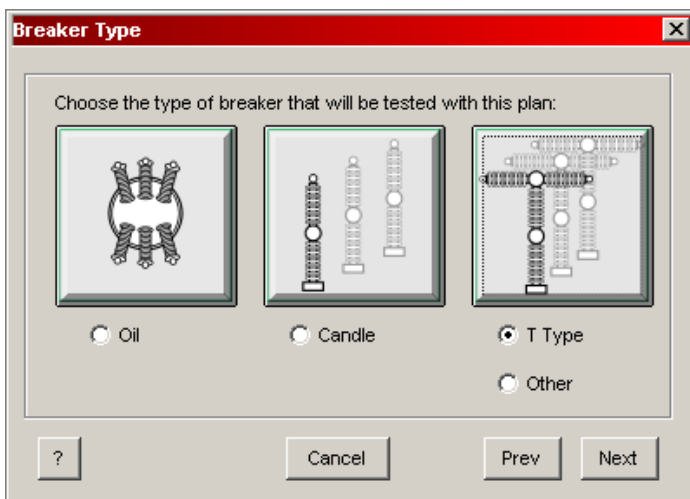 Breaker Type
Choose the type of breaker that will be tested with this plan:
Oil
Candle
T Type
Other
?
Cancel
Prev
Next